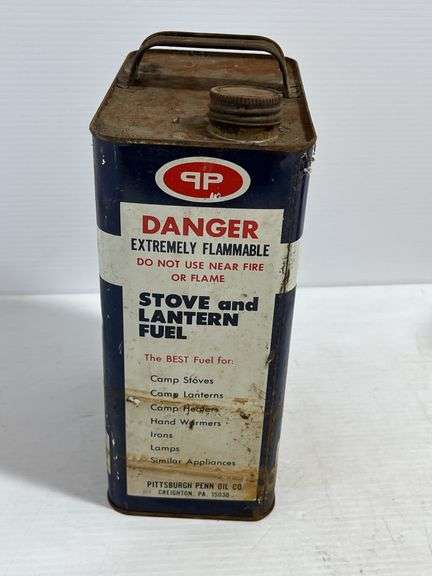 PP
DANGER
EXTREMELY FLAMMABLE
DO NOT USE NEAR FIRE
OR FLAME
STOVE and
LANTERN
FUEL
The BEST Fuel for:
Camp Stoves
Camp Lanterns
Camp Heaters
Hand Warmers
Irons
Lamps
Similar Appliances
PITTSBURGH PENN OIL CO.
CREIGHTON, PA. 15030